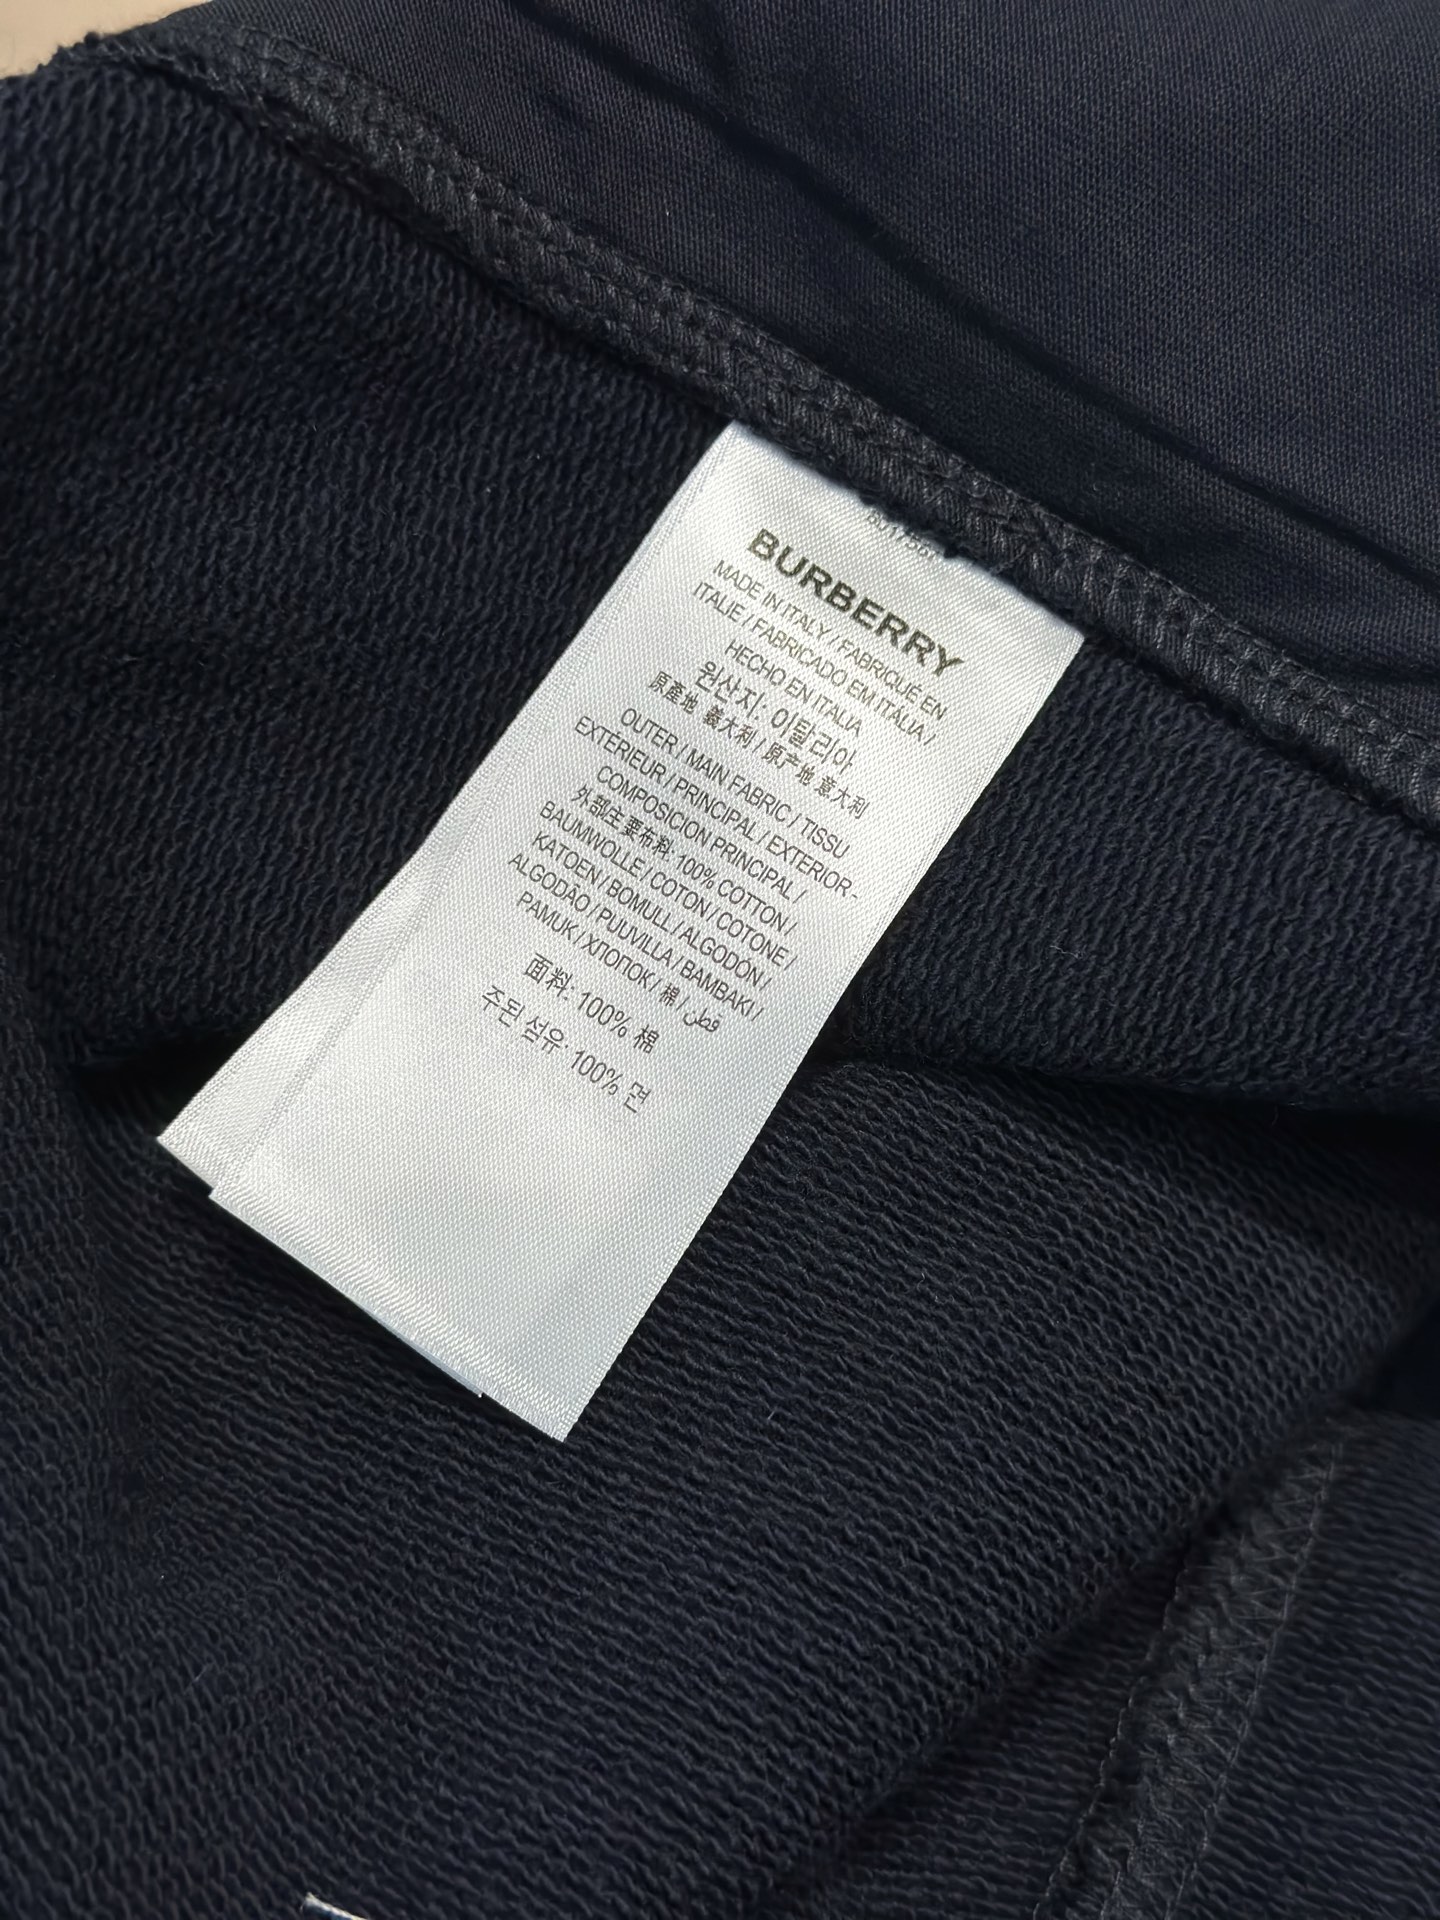 BURBERRY
MADE IN ITALY / FABRIQUÉ EN
ITALIE / FABRICADO EM ITALIA /
HECHO EN ITALIA
원산지: 이탈리아
原產地 義大利 / 原产地 意大利
OUTER / MAIN FABRIC / TISSU
EXTERIEUR / PRINCIPAL / EXTERIOR -
COMPOSICION PRINCIPAL /
外部主要布料: 100% COTTON /
BAUMWOLLE / COTON / COTONE /
KATOEN / BOMULL / ALGODÓN /
ALGODÃO / PUUVILLA / BAMBAKI /
PAMUK / ХЛОПОК / 棉 / قطن
面料: 100% 棉
주된 섬유: 100% 면